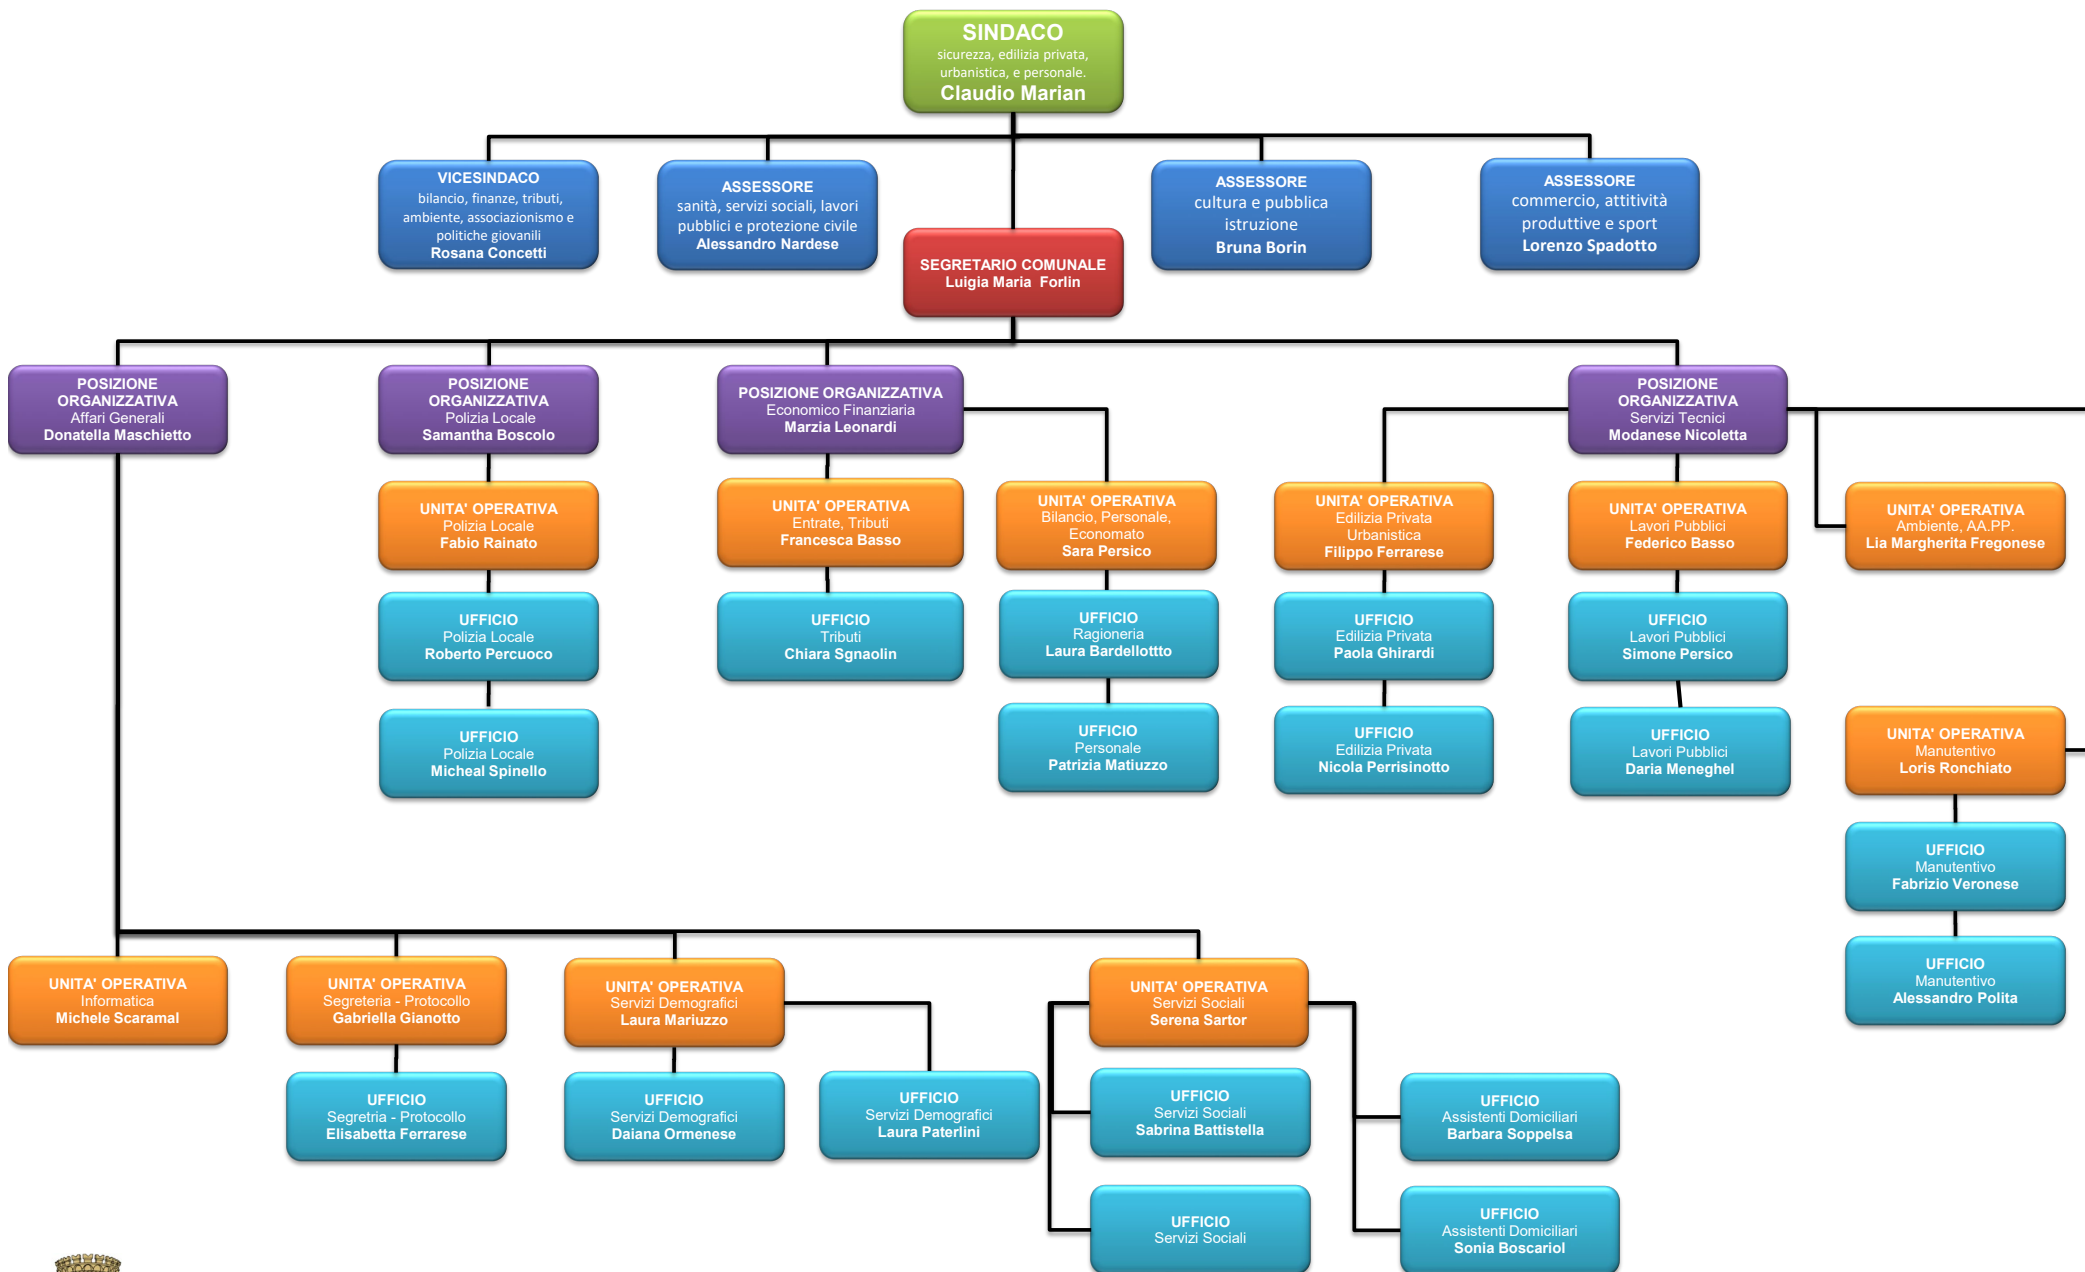 SINDACO
sicurezza, edilizia privata,
urbanistica, e personale.
Claudio Marian
VICESINDACO
bilancio, finanze, tributi,
ambiente, associazionismo e
politiche giovanili
Rosana Concetti
ASSESSORE
sanità, servizi sociali, lavori
pubblici e protezione civile
Alessandro Nardese
ASSESSORE
cultura e pubblica
istruzione
Bruna Borin
ASSESSORE
commercio, attitività
produttive e sport
Lorenzo Spadotto
SEGRETARIO COMUNALE
Luigia Maria Forlin
POSIZIONE
ORGANIZZATIVA
Affari Generali
Donatella Maschietto
POSIZIONE
ORGANIZZATIVA
Polizia Locale
Samantha Boscolo
POSIZIONE ORGANIZZATIVA
Economico Finanziaria
Marzia Leonardi
POSIZIONE
ORGANIZZATIVA
Servizi Tecnici
Modanese Nicoletta
UNITA' OPERATIVA
Polizia Locale
Fabio Rainato
UNITA' OPERATIVA
Entrate, Tributi
Francesca Basso
UNITA' OPERATIVA
Bilancio, Personale,
Economato
Sara Persico
UNITA' OPERATIVA
Edilizia Privata
Urbanistica
Filippo Ferrarese
UNITA' OPERATIVA
Lavori Pubblici
Federico Basso
UNITA' OPERATIVA
Ambiente, AA.PP.
Lia Margherita Fregonese
UFFICIO
Polizia Locale
Roberto Percuoco
UFFICIO
Tributi
Chiara Sgnaolin
UFFICIO
Ragioneria
Laura Bardellottto
UFFICIO
Edilizia Privata
Paola Ghirardi
UFFICIO
Lavori Pubblici
Simone Persico
UFFICIO
Polizia Locale
Micheal Spinello
UFFICIO
Personale
Patrizia Matiuzzo
UFFICIO
Edilizia Privata
Nicola Perrisinotto
UFFICIO
Lavori Pubblici
Daria Meneghel
UNITA' OPERATIVA
Manutentivo
Loris Ronchiato
UFFICIO
Manutentivo
Fabrizio Veronese
UFFICIO
Manutentivo
Alessandro Polita
UNITA' OPERATIVA
Informatica
Michele Scaramal
UNITA' OPERATIVA
Segreteria - Protocollo
Gabriella Gianotto
UNITA' OPERATIVA
Servizi Demografici
Laura Mariuzzo
UNITA' OPERATIVA
Servizi Sociali
Serena Sartor
UFFICIO
Segretria - Protocollo
Elisabetta Ferrarese
UFFICIO
Servizi Demografici
Daiana Ormenese
UFFICIO
Servizi Demografici
Laura Paterlini
UFFICIO
Servizi Sociali
Sabrina Battistella
UFFICIO
Assistenti Domiciliari
Barbara Soppelsa
UFFICIO
Servizi Sociali
UFFICIO
Assistenti Domiciliari
Sonia Boscariol